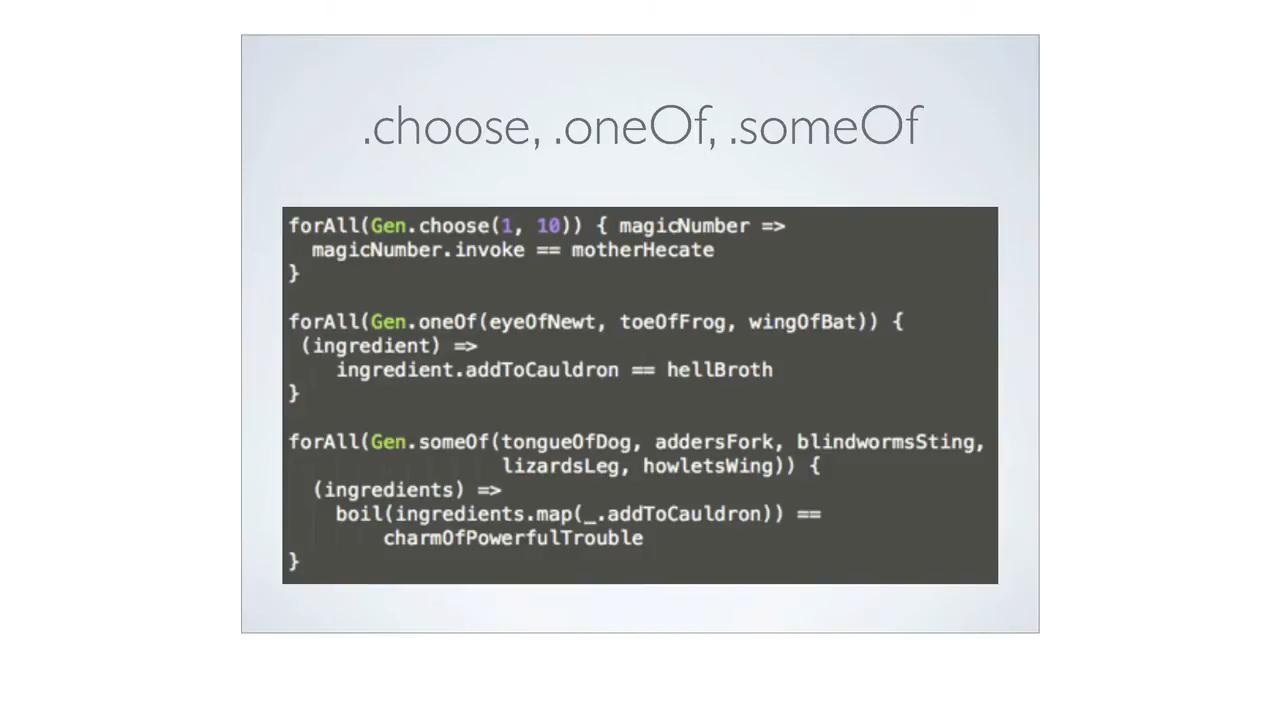 .choose, .oneOf, .someOf
forAll(Gen.choose(1, 10)) { magicNumber =>
  magicNumber.invoke == motherHecate
}
forAll(Gen.oneOf(eyeOfNewt, toeOfFrog, wingOfBat)) {
 (ingredient) =>
    ingredient.addToCauldron == hellBroth
}
forAll(Gen.someOf(tongueOfDog, addersFork, blindwormsSting,
                  lizardsLeg, howletsWing)) {
  (ingredients) =>
    boil(ingredients.map(_.addToCauldron)) ==
        charmOfPowerfulTrouble
}